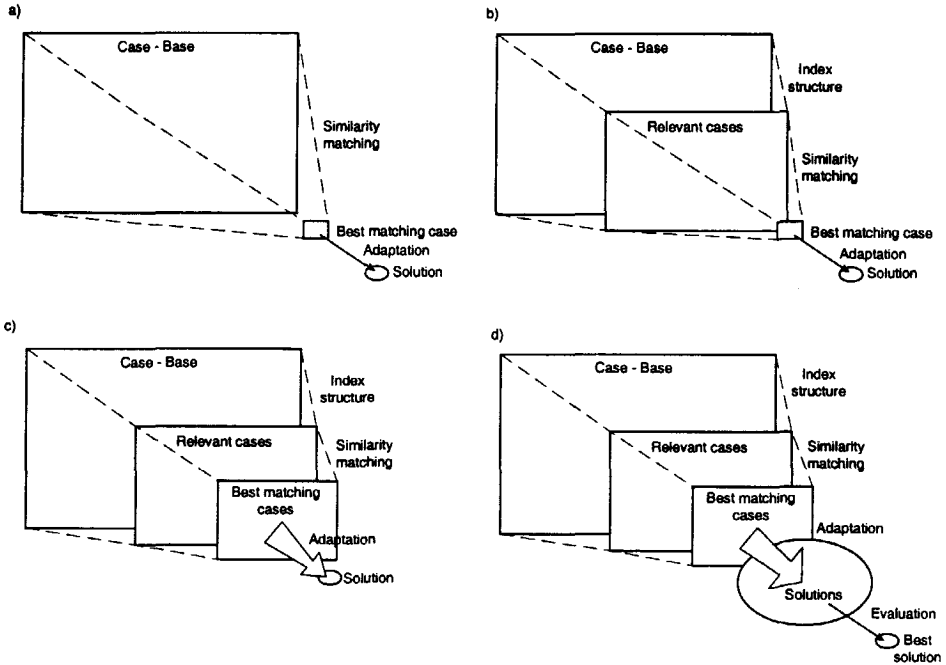 a)
Case - Base
Similarity
matching
Best matching case
Adaptation
Solution
b)
Case - Base
Index
structure
Relevant cases
Similarity
matching
Best matching case
Adaptation
Solution
c)
Case - Base
Index
structure
Relevant cases
Similarity
matching
Best matching
cases
Adaptation
Solution
d)
Case - Base
Index
structure
Relevant cases
Similarity
matching
Best matching
cases
Adaptation
Solutions
Evaluation
Best
solution